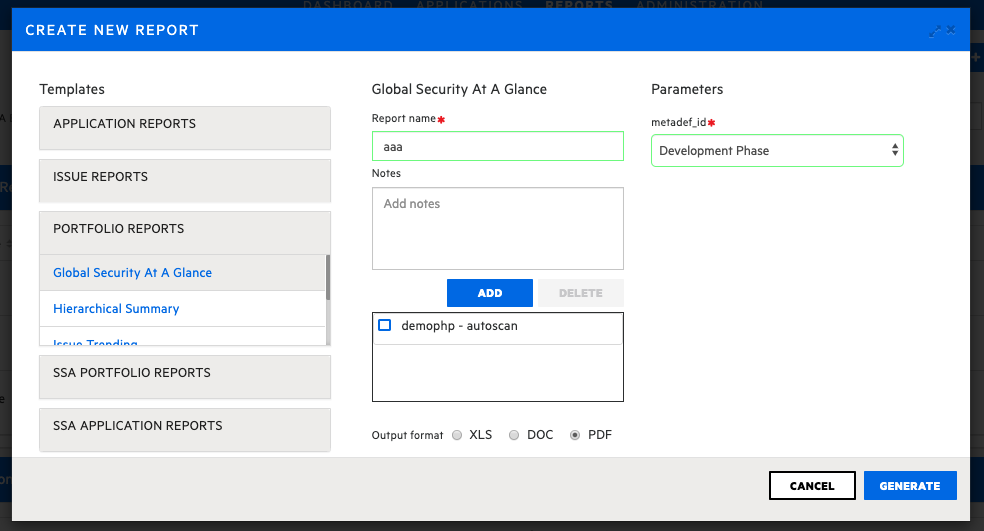 DASHBOARD APPLICATIONS REPORTS ADMINISTRATION
CREATE NEW REPORT
Templates
APPLICATION REPORTS
ISSUE REPORTS
PORTFOLIO REPORTS
Global Security At A Glance
Hierarchical Summary
Issue Trending
SSA PORTFOLIO REPORTS
SSA APPLICATION REPORTS
Global Security At A Glance
Report name*
aaa
Notes
Add notes
ADD DELETE
demophp - autoscan
Output format XLS DOC PDF
Parameters
metadef_id*
Development Phase
CANCEL GENERATE